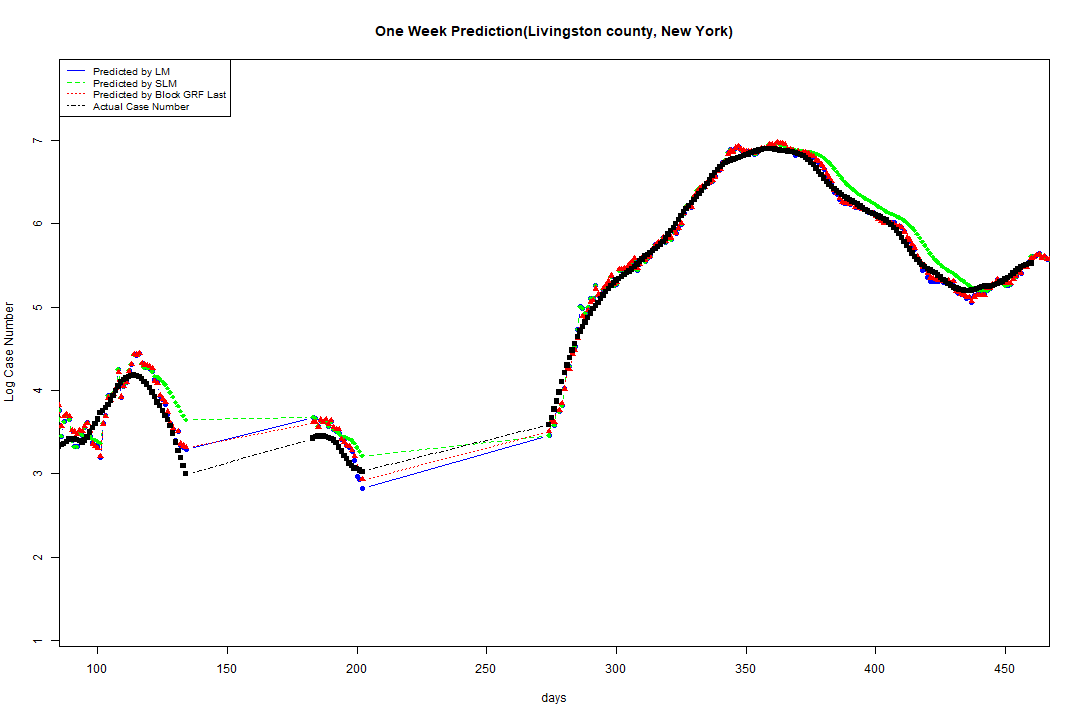 One Week Prediction(Livingston county, New York)
Predicted by LM
Predicted by SLM
Predicted by Block GRF Last
Actual Case Number
7
6
5
4
3
2
1
Log Case Number
100 150 200 250 300 350 400 450
days